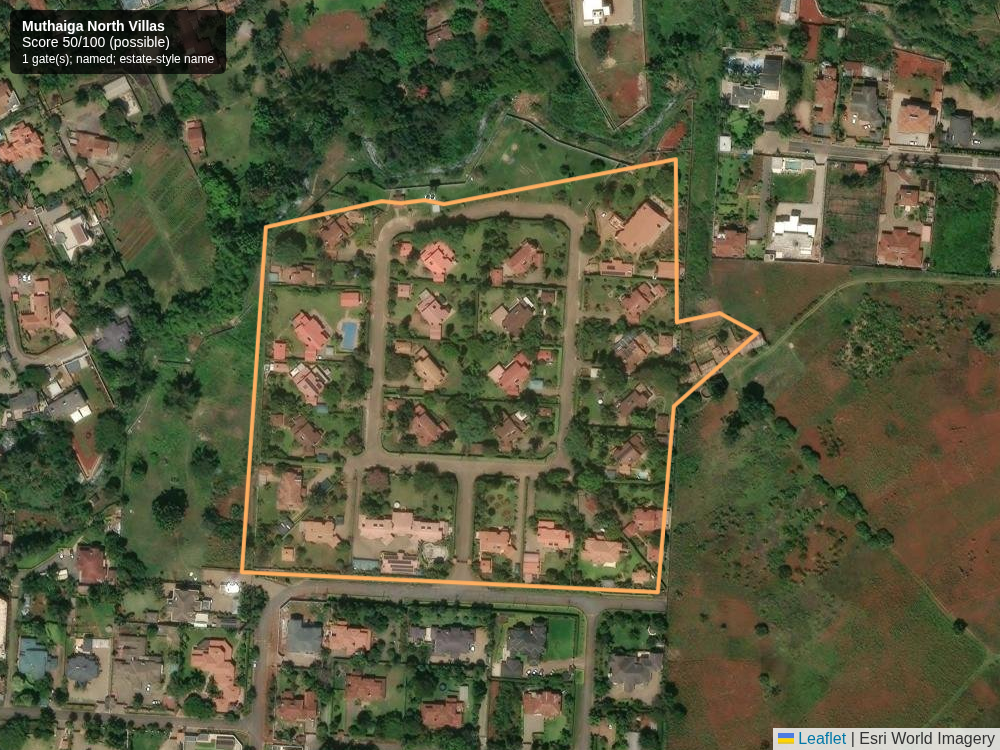 Muthaiga North Villas
Score 50/100 (possible)
1 gate(s); named; estate-style name
Leaflet | Esri World Imagery